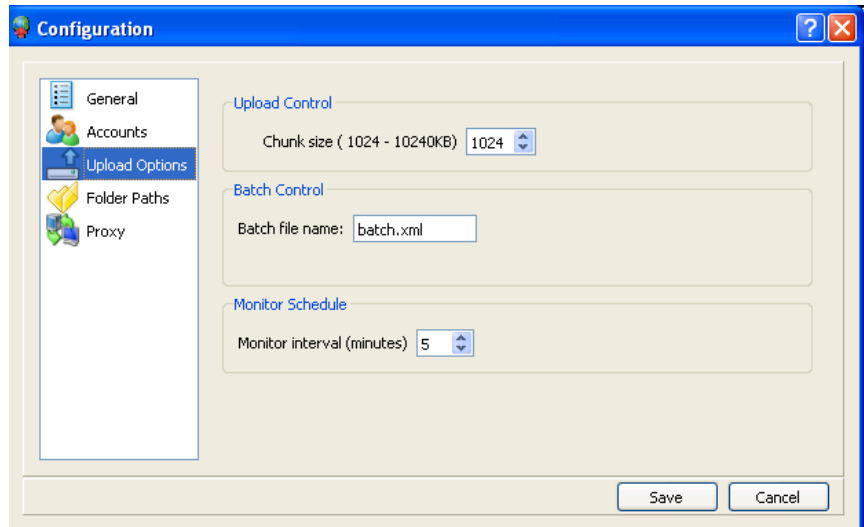 Configuration
General
Accounts
Upload Options
Folder Paths
Proxy
Upload Control
Chunk size ( 1024 - 10240KB) 1024
Batch Control
Batch file name: batch.xml
Monitor Schedule
Monitor interval (minutes) 5
Save Cancel